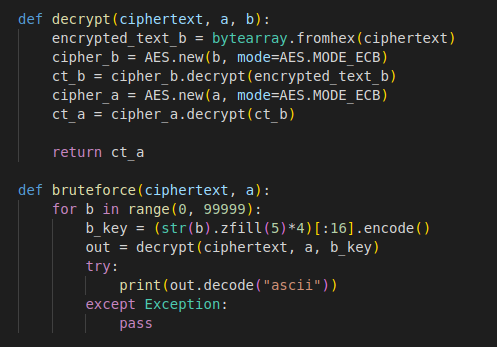 def decrypt(ciphertext, a, b):
    encrypted_text_b = bytearray.fromhex(ciphertext)
    cipher_b = AES.new(b, mode=AES.MODE_ECB)
    ct_b = cipher_b.decrypt(encrypted_text_b)
    cipher_a = AES.new(a, mode=AES.MODE_ECB)
    ct_a = cipher_a.decrypt(ct_b)

    return ct_a

def bruteforce(ciphertext, a):
    for b in range(0, 99999):
        b_key = (str(b).zfill(5)*4)[:16].encode()
        out = decrypt(ciphertext, a, b_key)
        try:
            print(out.decode("ascii"))
        except Exception:
            pass